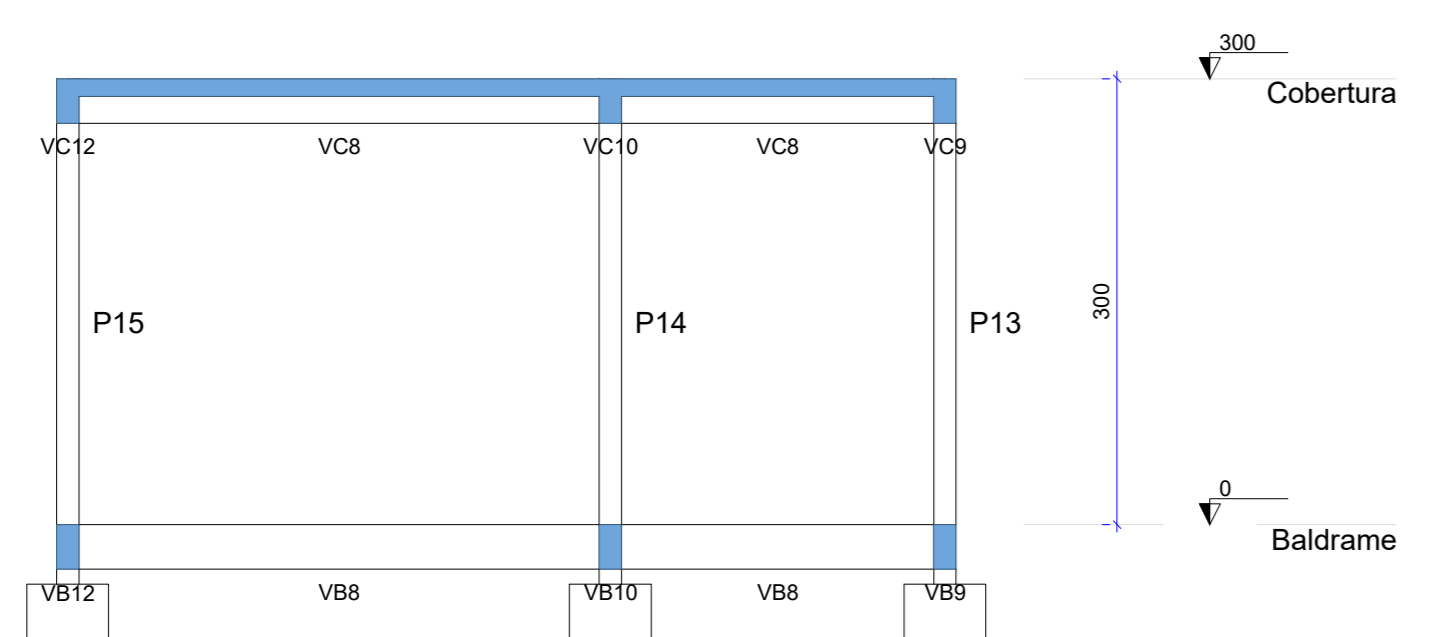 300
Cobertura
VC12 VC8 VC10 VC8 VC9
300
P15 P14 P13
0
Baldrame
VB12 VB8 VB10 VB8 VB9